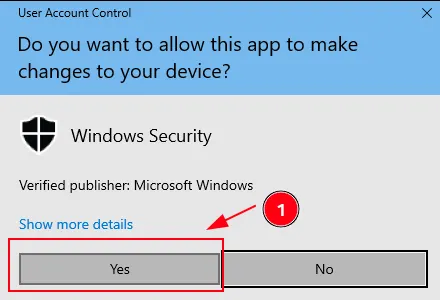 User Account Control
Do you want to allow this app to make
changes to your device?
Windows Security
Verified publisher: Microsoft Windows
Show more details
1
Yes
No